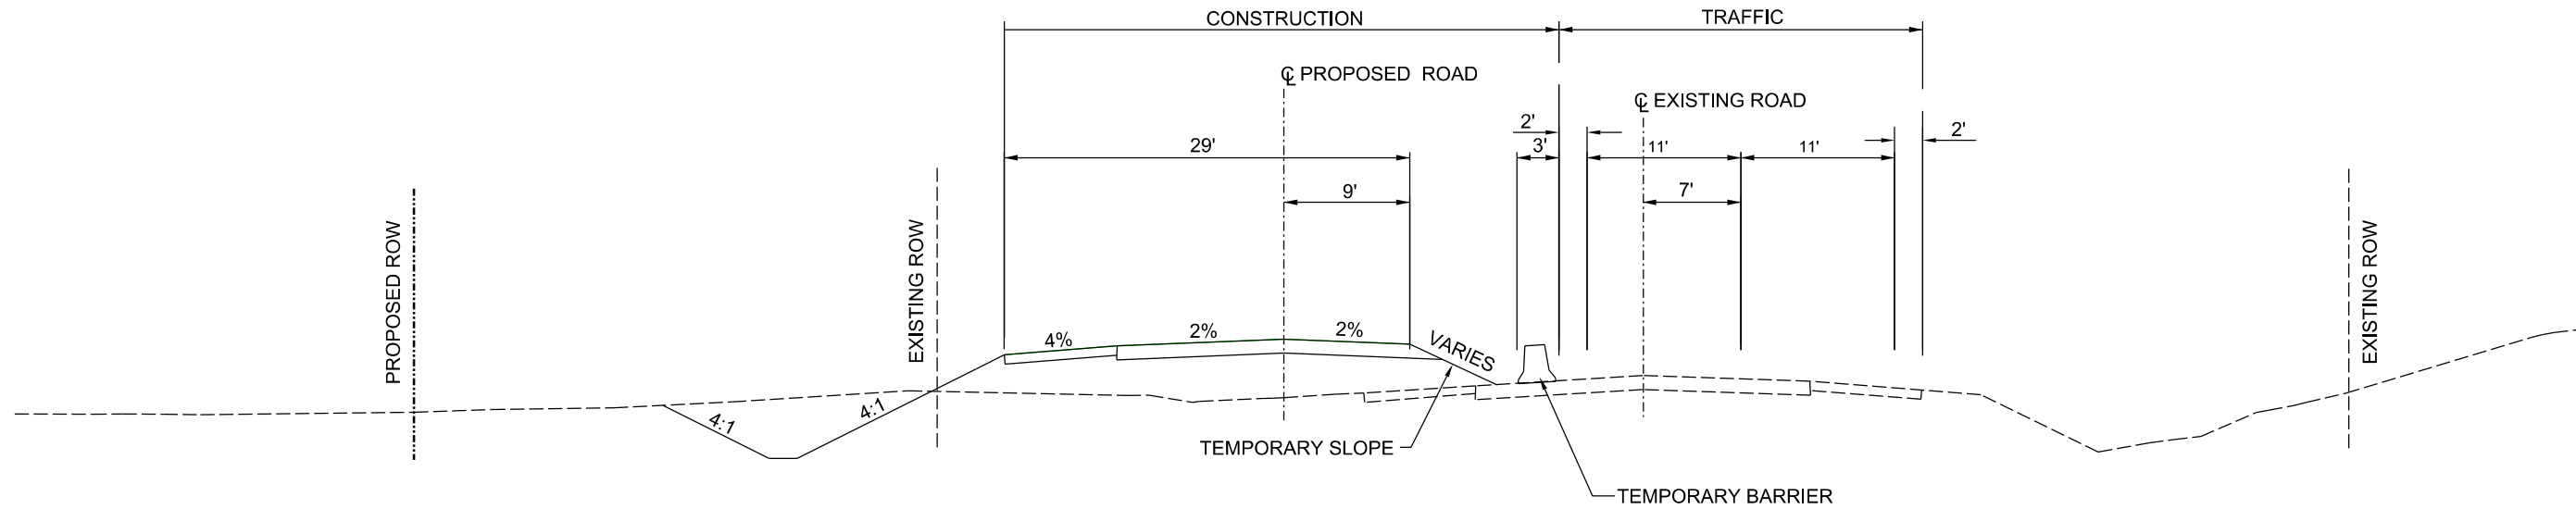 CONSTRUCTION
TRAFFIC
℄ PROPOSED ROAD
℄ EXISTING ROAD
2'
2'
29'
3'
11'
11'
9'
7'
PROPOSED ROW
EXISTING ROW
EXISTING ROW
4%
2%
2%
VARIES
4:1
4:1
TEMPORARY SLOPE
TEMPORARY BARRIER